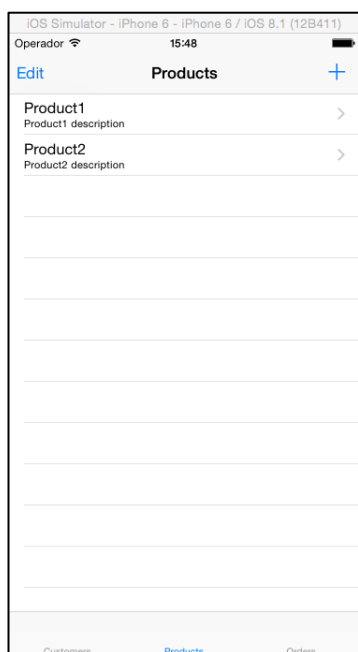 iOS Simulator - iPhone 6 - iPhone 6 / iOS 8.1 (12B411)
Operador 15:48
Edit Products +
Product1
Product1 description
Product2
Product2 description
Customers Products Orders